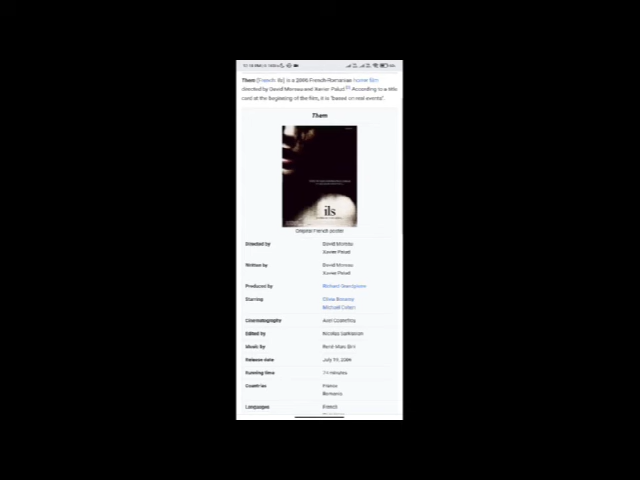 Them (French: Ils) is a 2006 French-Romanian horror film
directed by David Moreau and Xavier Palud.[2] According to a title
card at the beginning of the film, it is "based on real events".
Them
ils
Original French poster
Directed by David Moreau
Xavier Palud
Written by David Moreau
Xavier Palud
Produced by Richard Grandpierre
Starring Olivia Bonamy
Michaël Cohen
Cinematography Axel Cosnefroy
Edited by Nicolas Sarkissian
Music by René-Marc Bini
Release date July 19, 2006
Running time 74 minutes
Countries France
Romania
Languages French